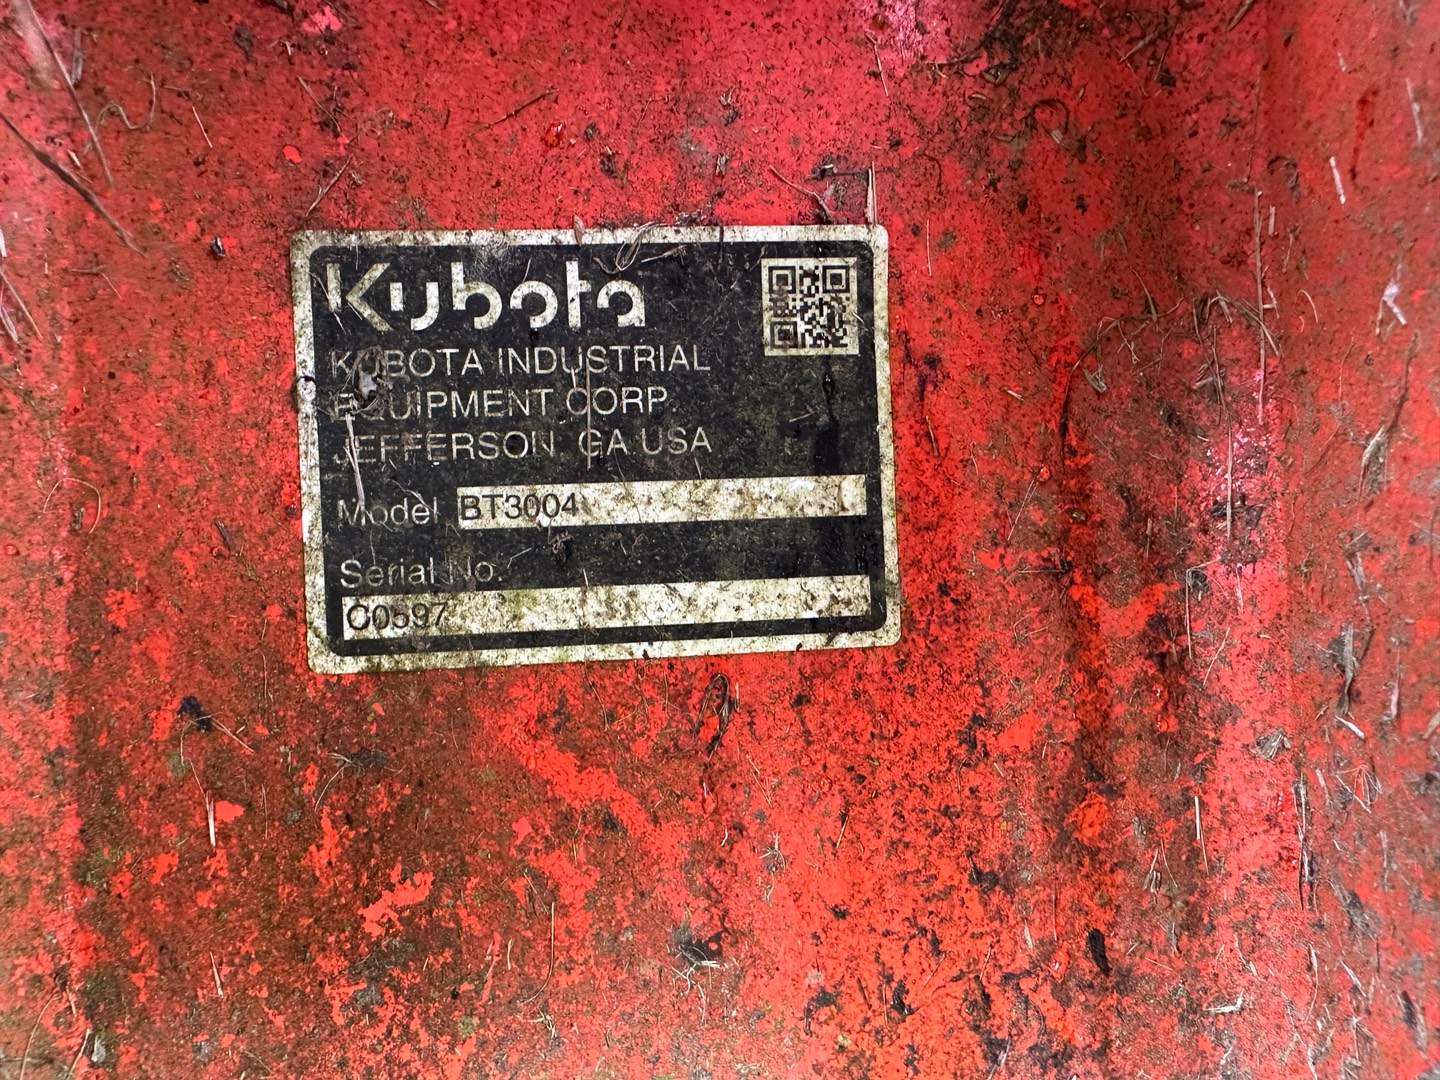 Kubota
KUBOTA INDUSTRIAL
EQUIPMENT CORP.
JEFFERSON, GA.USA
Model BT3004
Serial No.
C0597